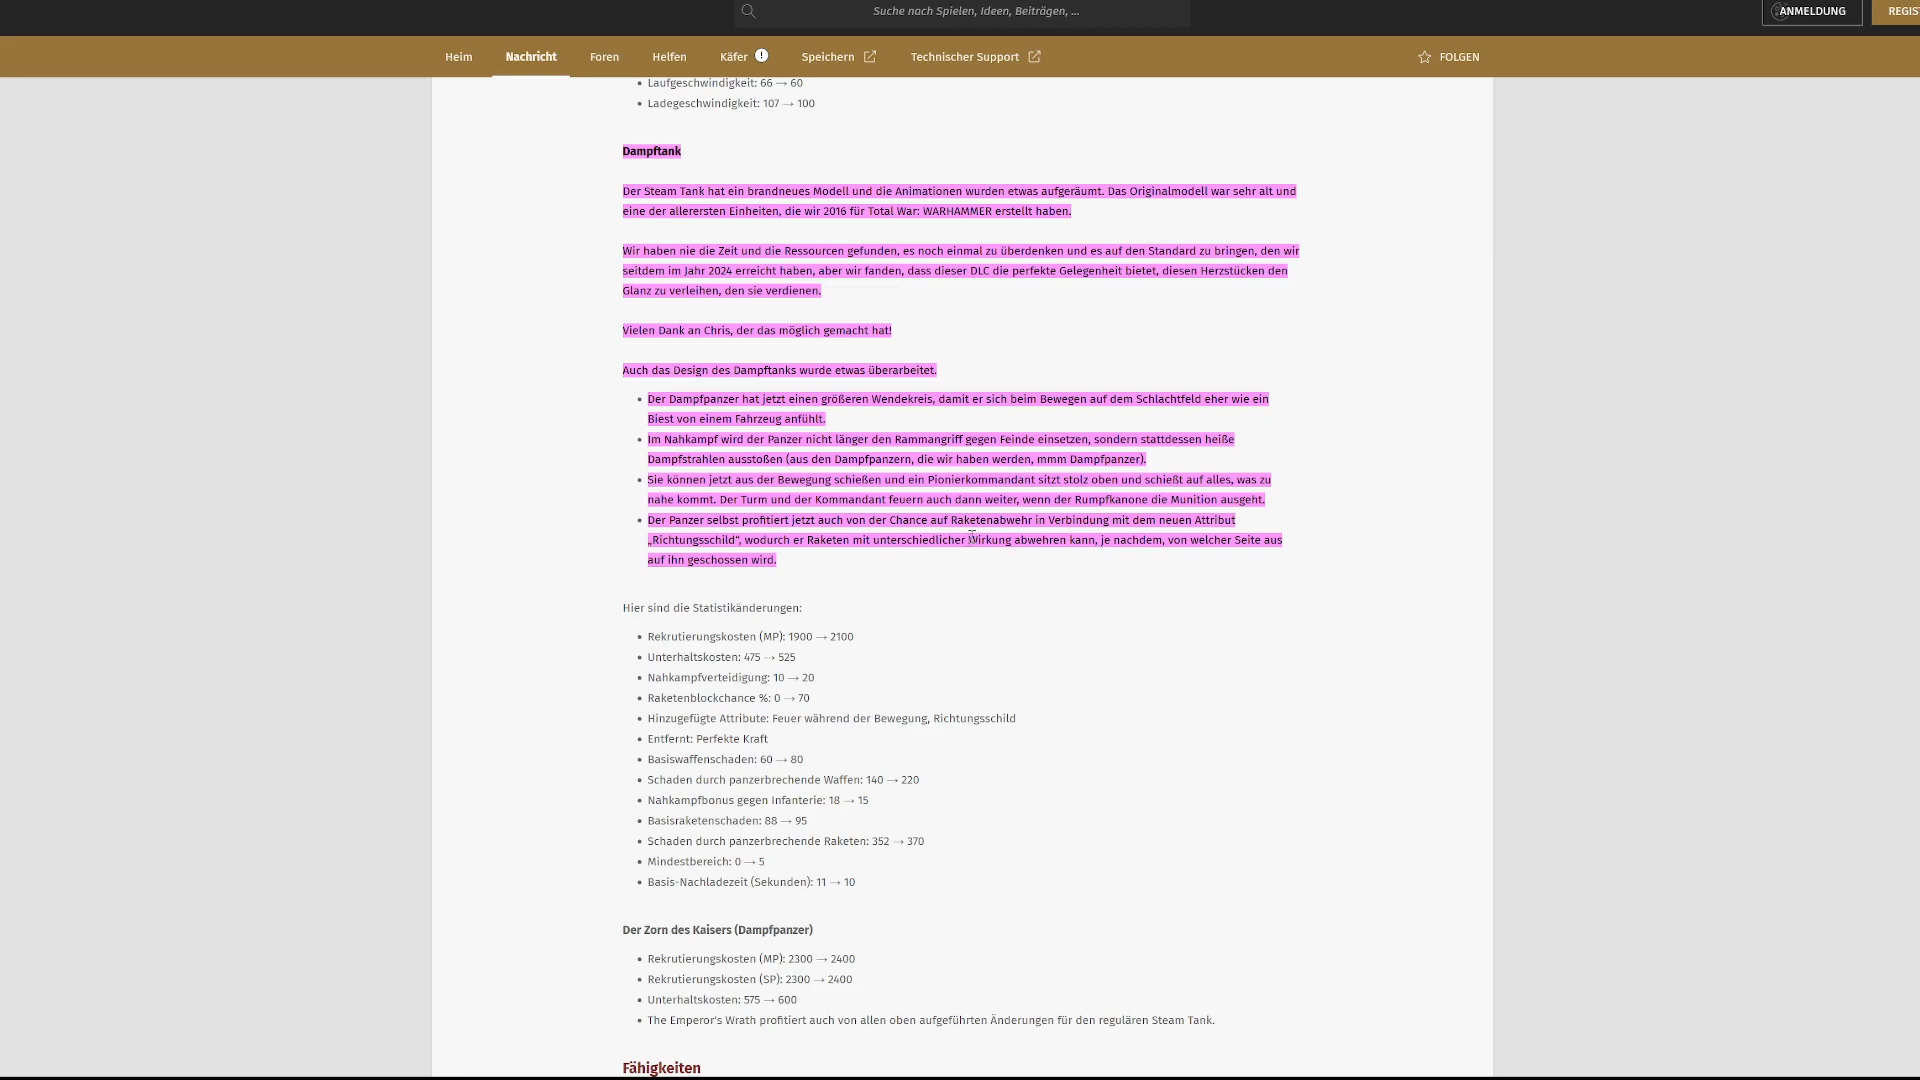 Suche nach Spielen, Ideen, Beiträgen, ...
ANMELDUNG
REGIS
Heim
Nachricht
Foren
Helfen
Käfer
Speichern
Technischer Support
FOLGEN
• Laufgeschwindigkeit: 66 → 60
• Ladegeschwindigkeit: 107 → 100
Dampftank
Der Steam Tank hat ein brandneues Modell und die Animationen wurden etwas aufgeräumt. Das Originalmodell war sehr alt und
eine der allerersten Einheiten, die wir 2016 für Total War: WARHAMMER erstellt haben.
Wir haben nie die Zeit und die Ressourcen gefunden, es noch einmal zu überdenken und es auf den Standard zu bringen, den wir
seitdem im Jahr 2024 erreicht haben, aber wir fanden, dass dieser DLC die perfekte Gelegenheit bietet, diesen Herzstücken den
Glanz zu verleihen, den sie verdienen.
Vielen Dank an Chris, der das möglich gemacht hat!
Auch das Design des Dampftanks wurde etwas überarbeitet.
• Der Dampfpanzer hat jetzt einen größeren Wendekreis, damit er sich beim Bewegen auf dem Schlachtfeld eher wie ein
Biest von einem Fahrzeug anfühlt.
• Im Nahkampf wird der Panzer nicht länger den Rammangriff gegen Feinde einsetzen, sondern stattdessen heiße
Dampfstrahlen ausstoßen (aus den Dampfpanzern, die wir haben werden, mmm Dampfpanzer).
• Sie können jetzt aus der Bewegung schießen und ein Pionierkommandant sitzt stolz oben und schießt auf alles, was zu
nahe kommt. Der Turm und der Kommandant feuern auch dann weiter, wenn der Rumpfkanone die Munition ausgeht.
• Der Panzer selbst profitiert jetzt auch von der Chance auf Raketenabwehr in Verbindung mit dem neuen Attribut
„Richtungsschild“, wodurch er Raketen mit unterschiedlicher Wirkung abwehren kann, je nachdem, von welcher Seite aus
auf ihn geschossen wird.
Hier sind die Statistikänderungen:
• Rekrutierungskosten (MP): 1900 → 2100
• Unterhaltskosten: 475 → 525
• Nahkampfverteidigung: 10 → 20
• Raketenblockchance %: 0 → 70
• Hinzugefügte Attribute: Feuer während der Bewegung, Richtungsschild
• Entfernt: Perfekte Kraft
• Basiswaffenschaden: 60 → 80
• Schaden durch panzerbrechende Waffen: 140 → 220
• Nahkampfbonus gegen Infanterie: 18 → 15
• Basisraketenschaden: 88 → 95
• Schaden durch panzerbrechende Raketen: 352 → 370
• Mindestbereich: 0 → 5
• Basis-Nachladezeit (Sekunden): 11 → 10
Der Zorn des Kaisers (Dampfpanzer)
• Rekrutierungskosten (MP): 2300 → 2400
• Rekrutierungskosten (SP): 2300 → 2400
• Unterhaltskosten: 575 → 600
• The Emperor's Wrath profitiert auch von allen oben aufgeführten Änderungen für den regulären Steam Tank.
Fähigkeiten